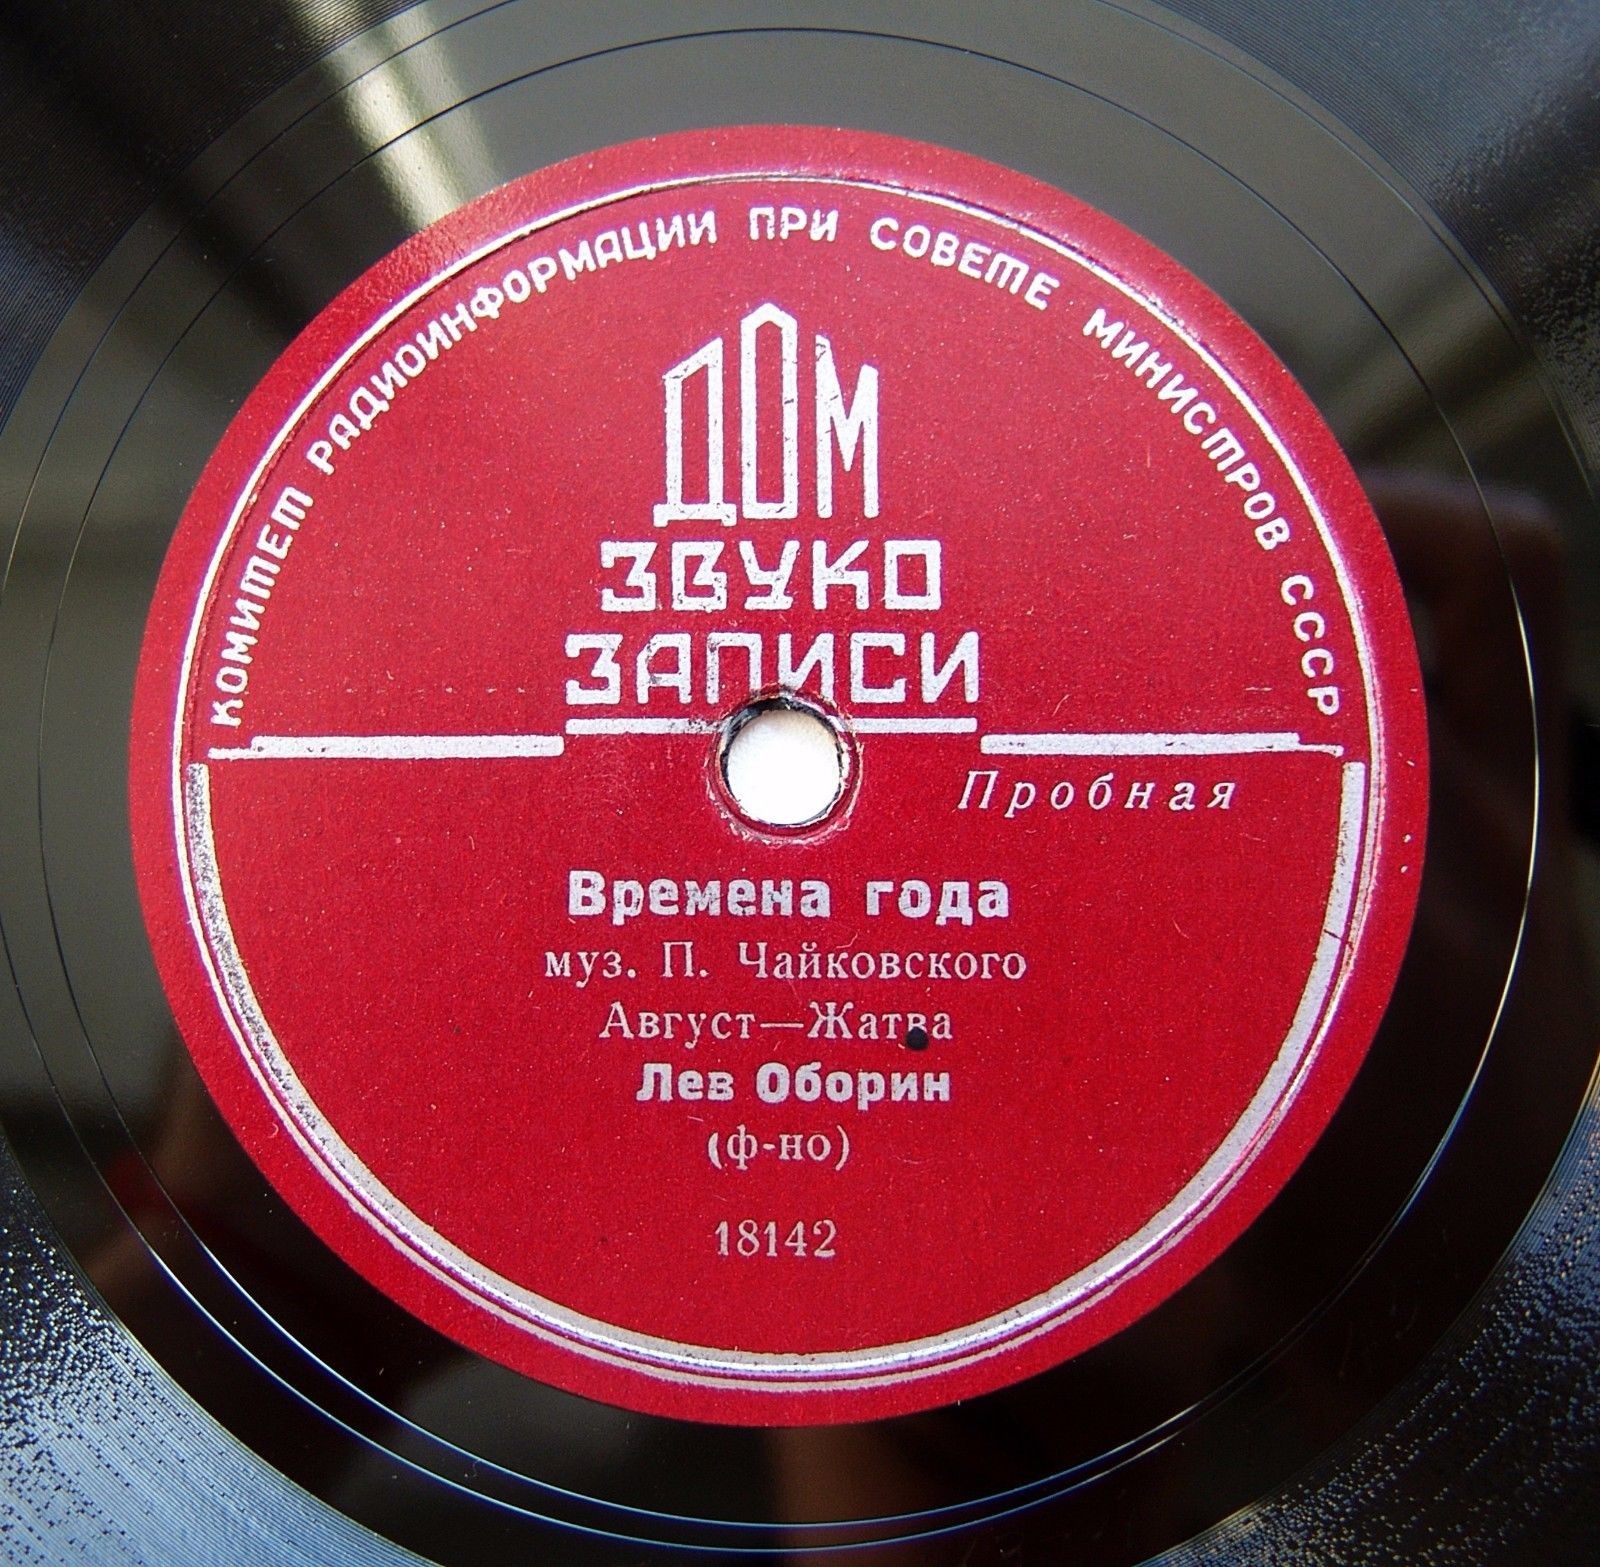 КОМИТЕТ РАДИОИНФОРМАЦИИ ПРИ СОВЕТЕ МИНИСТРОВ СССР
ДОМ
ЗВУКО
ЗАПИСИ
Пробная
Времена года
муз. П. Чайковского
Август—Жатва
Лев Оборин
(ф-но)
18142